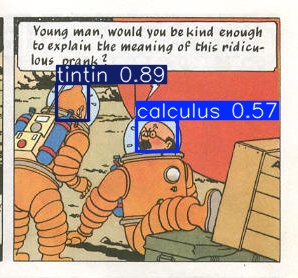 Young man, would you be kind enough
to explain the meaning of this ridicu-
lous prank?
tintin 0.89
calculus 0.57